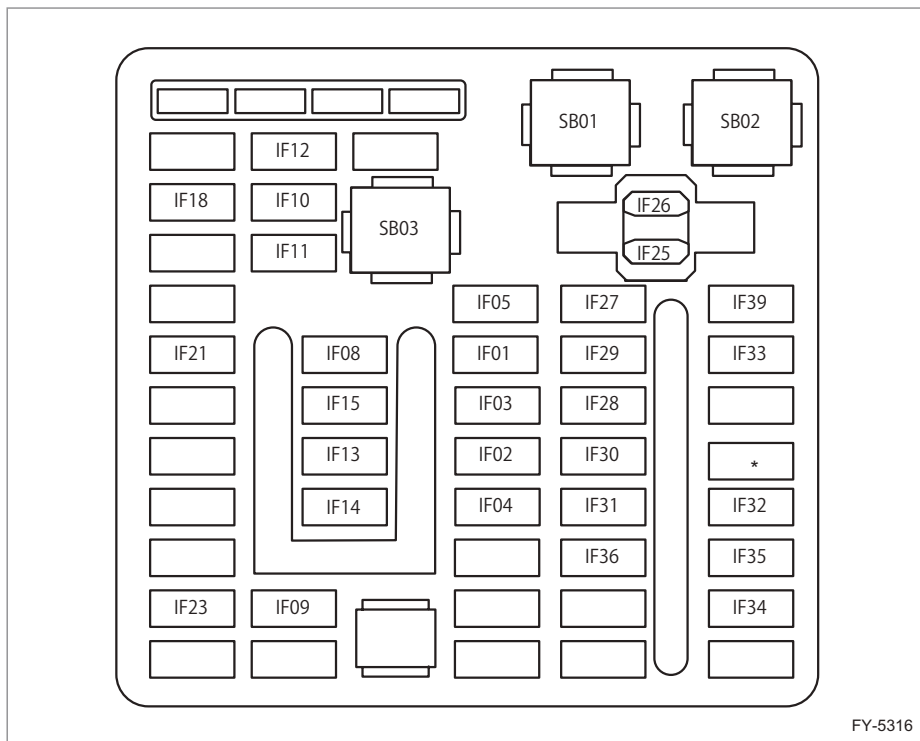 SB01 SB02
IF12
IF18 IF10 SB03 IF26
IF11 IF25
IF05 IF27 IF39
IF21 IF08 IF01 IF29 IF33
IF15 IF03 IF28
IF13 IF02 IF30 *
IF14 IF04 IF31 IF32
IF36 IF35
IF23 IF09 IF34
FY-5316